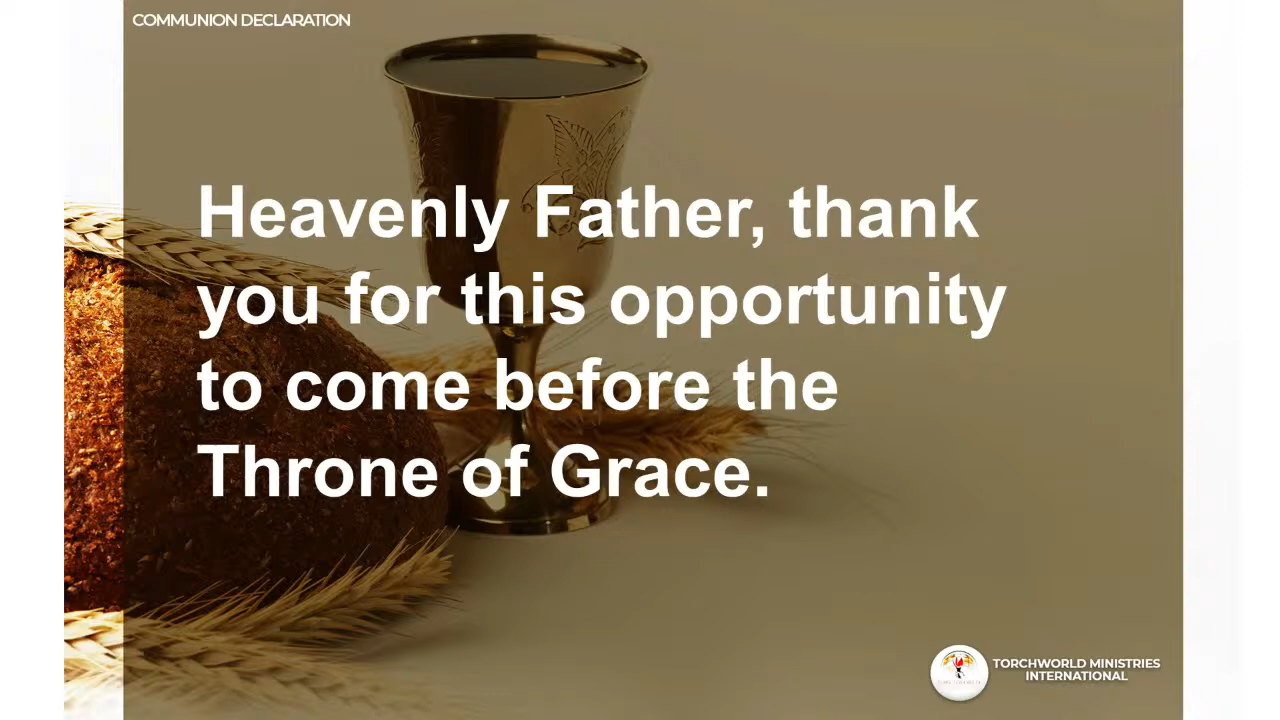 COMMUNION DECLARATION
Heavenly Father, thank
you for this opportunity
to come before the
Throne of Grace.
TORCHWORLD MINISTRIES
INTERNATIONAL